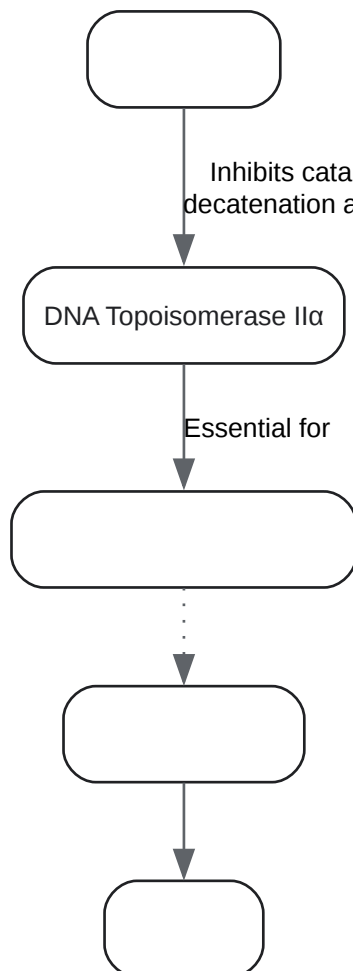 Inhibits cata
decatenation a
DNA Topoisomerase IIα
Essential for